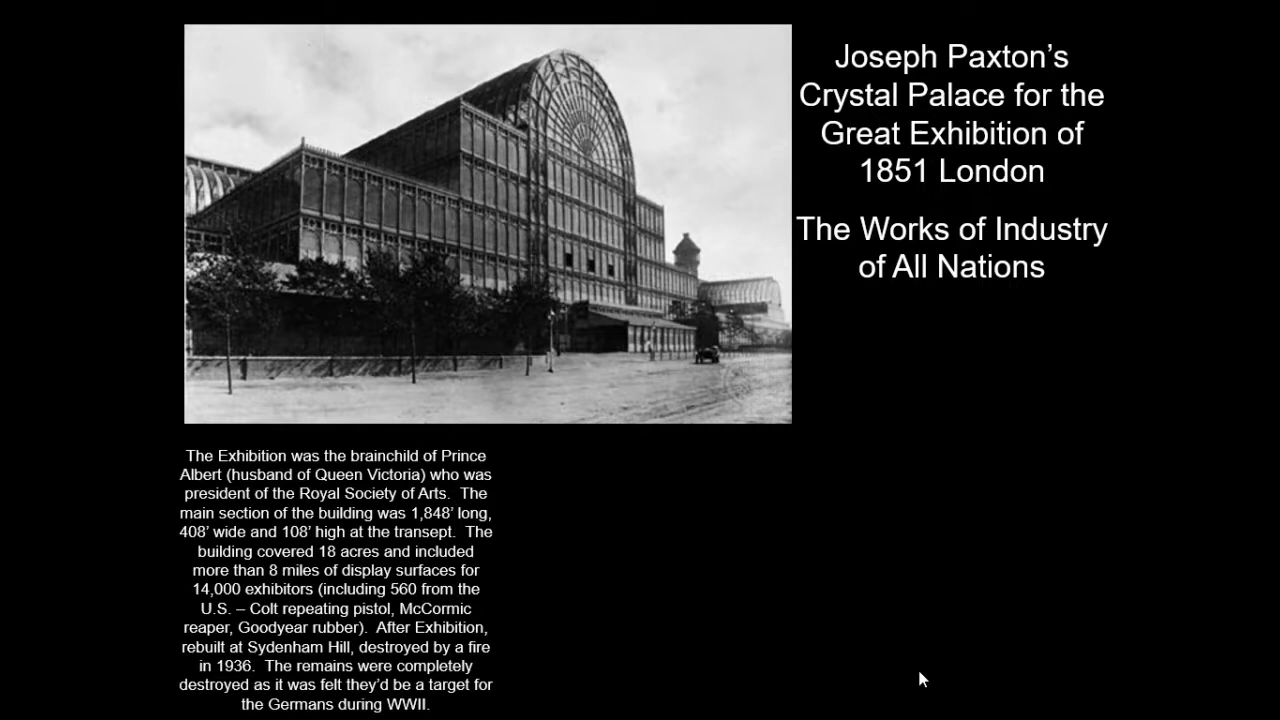 Joseph Paxton’s
Crystal Palace for the
Great Exhibition of
1851 London
The Works of Industry
of All Nations
The Exhibition was the brainchild of Prince
Albert (husband of Queen Victoria) who was
president of the Royal Society of Arts.  The
main section of the building was 1,848’ long,
408’ wide and 108’ high at the transept.  The
building covered 18 acres and included
more than 8 miles of display surfaces for
14,000 exhibitors (including 560 from the
U.S. – Colt repeating pistol, McCormic
reaper, Goodyear rubber).  After Exhibition,
rebuilt at Sydenham Hill, destroyed by a fire
in 1936.  The remains were completely
destroyed as it was felt they’d be a target for
the Germans during WWII.